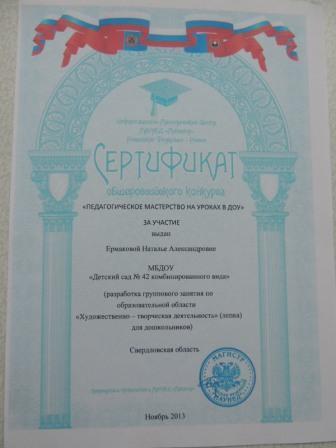 СЕРТИФИКАТ
общероссийского конкурса
«ПЕДАГОГИЧЕСКОЕ МАСТЕРСТВО НА УРОКАХ В ДОУ»
ЗА УЧАСТИЕ
выдан
Ермаковой Наталье Александровне
МБДОУ
«Детский сад № 42 комбинированного вида»
(разработка группового занятия по
образовательной области
«Художественно – творческая деятельность» (лепка)
для дошкольников)
Свердловская область
МАГИСТР
Ноябрь 2013